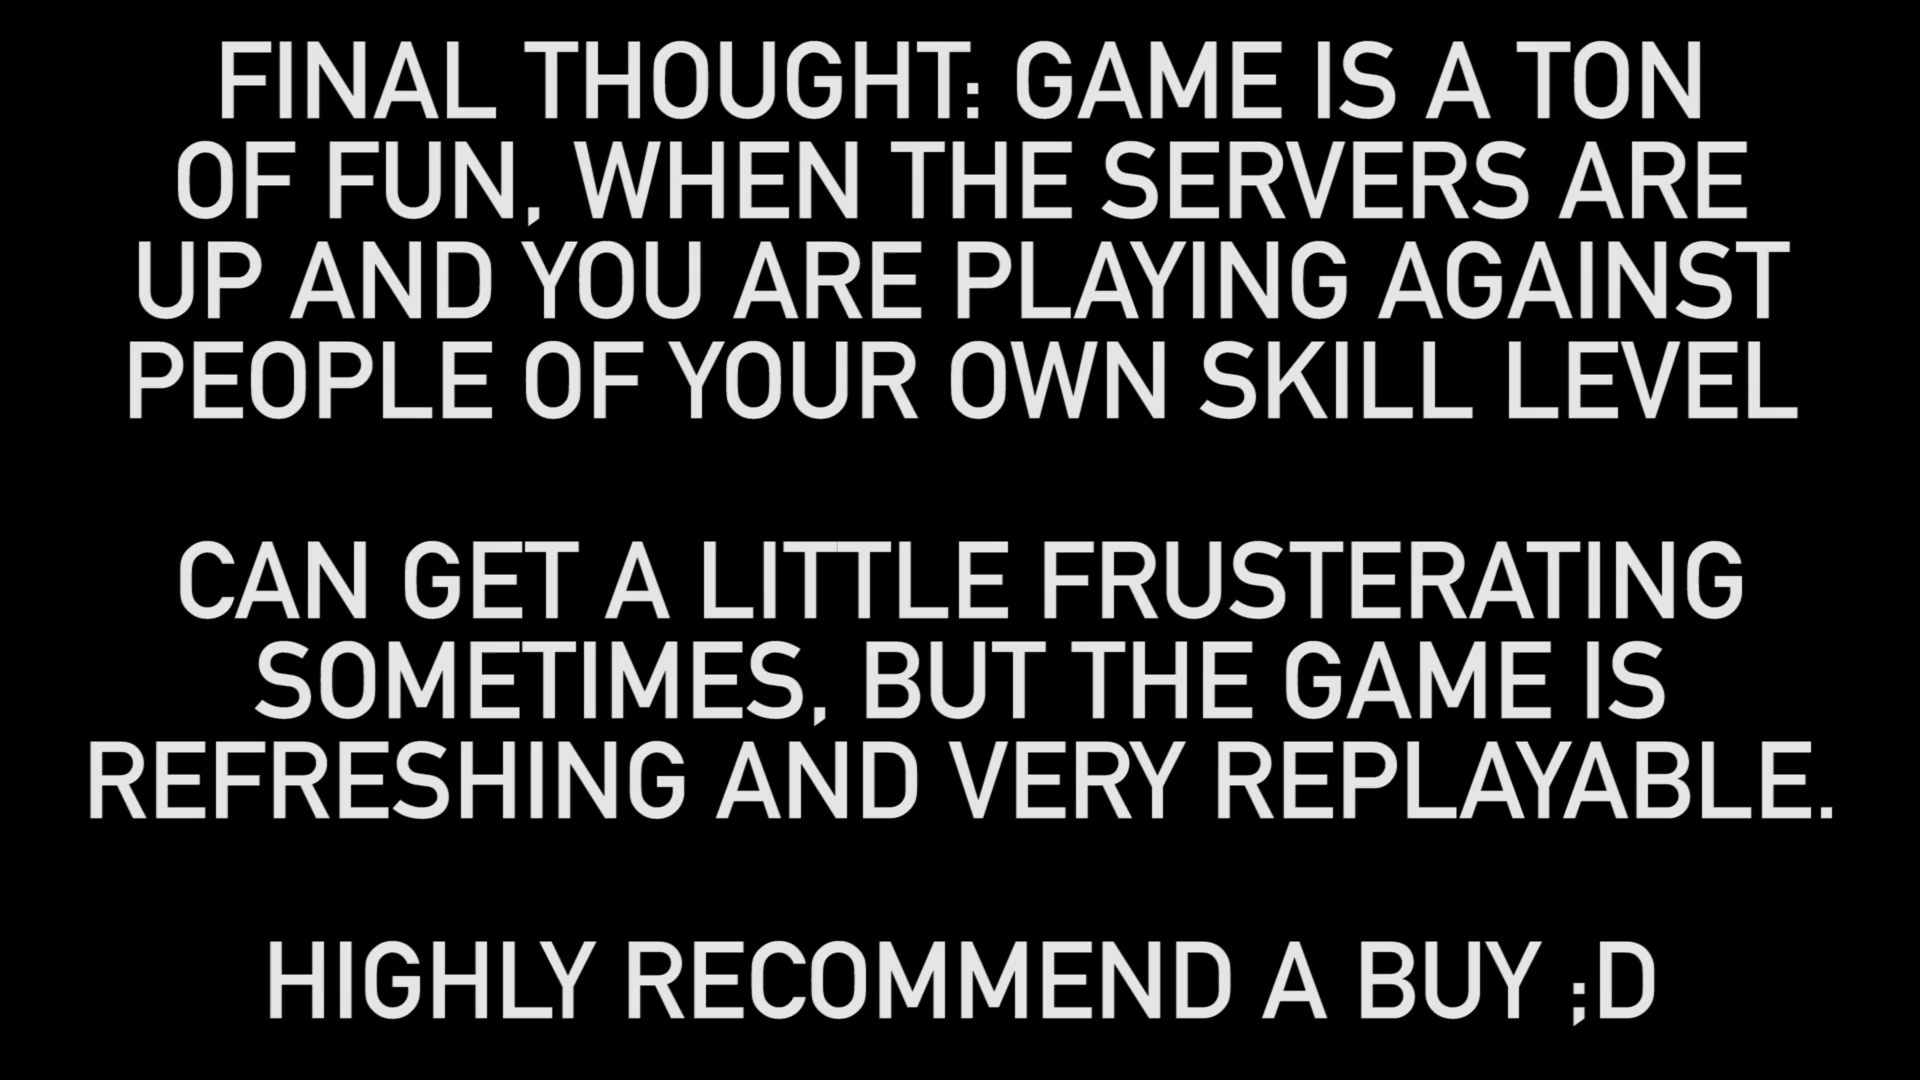 FINAL THOUGHT: GAME IS A TON
OF FUN, WHEN THE SERVERS ARE
UP AND YOU ARE PLAYING AGAINST
PEOPLE OF YOUR OWN SKILL LEVEL
CAN GET A LITTLE FRUSTERATING
SOMETIMES, BUT THE GAME IS
REFRESHING AND VERY REPLAYABLE.
HIGHLY RECOMMEND A BUY ;D